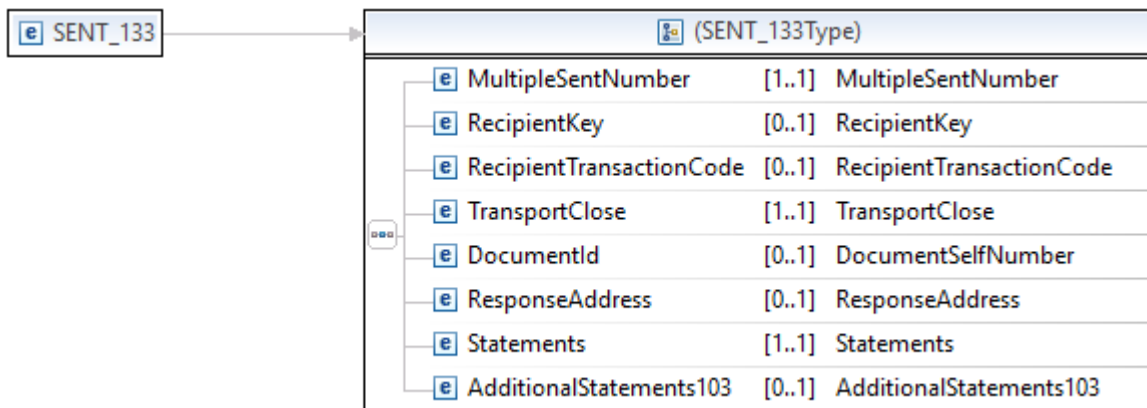 e SENT_133
(SENT_133Type)
e MultipleSentNumber [1..1] MultipleSentNumber
e RecipientKey [0..1] RecipientKey
e RecipientTransactionCode [0..1] RecipientTransactionCode
e TransportClose [1..1] TransportClose
e DocumentId [0..1] DocumentSelfNumber
e ResponseAddress [0..1] ResponseAddress
e Statements [1..1] Statements
e AdditionalStatements103 [0..1] AdditionalStatements103